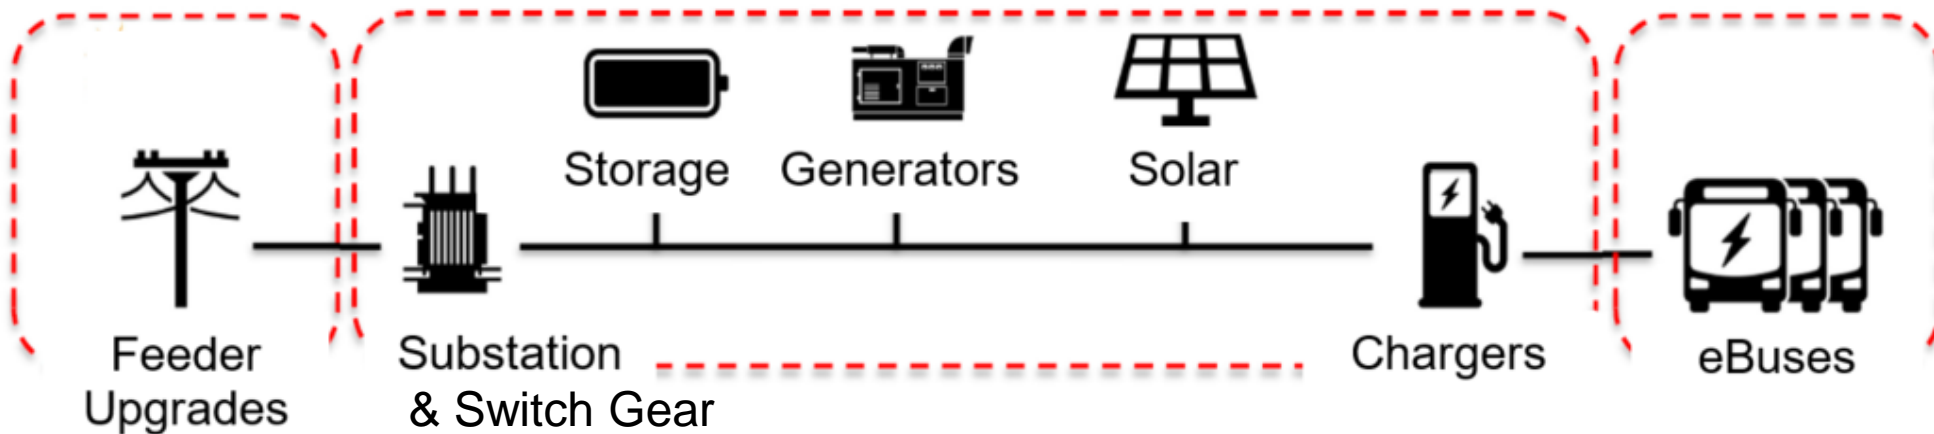 Storage
Generators
Solar
Feeder
Upgrades
Substation
& Switch Gear
Chargers
eBuses